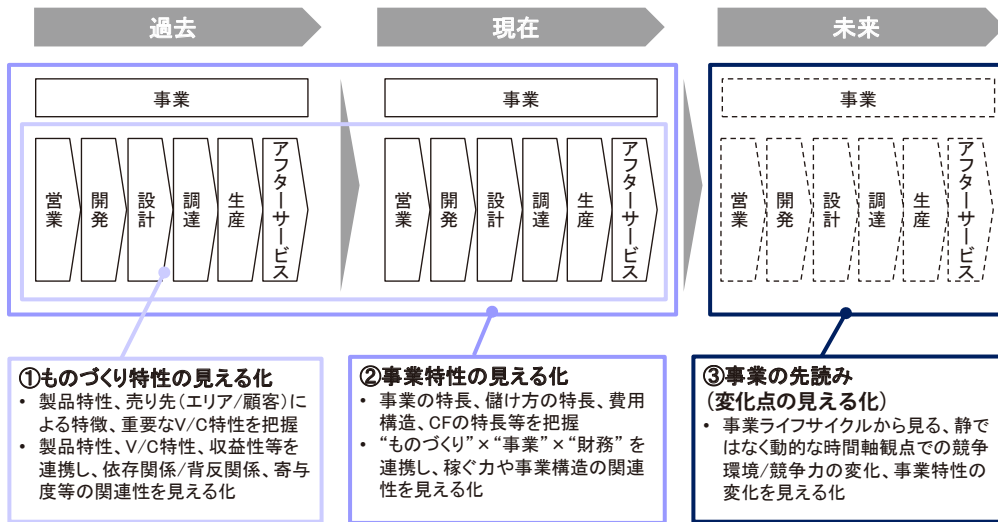 過去
現在
未来
事業
事業
事業
営業
開発
設計
調達
生産
アフターサービス
営業
開発
設計
調達
生産
アフターサービス
営業
開発
設計
調達
生産
アフターサービス
①ものづくり特性の見える化
• 製品特性、売り先（エリア/顧客）に
よる特徴、重要なV/C特性を把握
• 製品特性、V/C特性、収益性等を
連携し、依存関係/背反関係、寄与
度等の関連性を見える化
②事業特性の見える化
• 事業の特長、儲け方の特長、費用
構造、CFの特長等を把握
• “ものづくり”×“事業”×“財務” を
連携し、稼ぐ力や事業構造の関連
性を見える化
③事業の先読み
（変化点の見える化）
• 事業ライフサイクルから見る、静で
はなく動的な時間軸観点での競争
環境/競争力の変化、事業特性の
変化を見える化